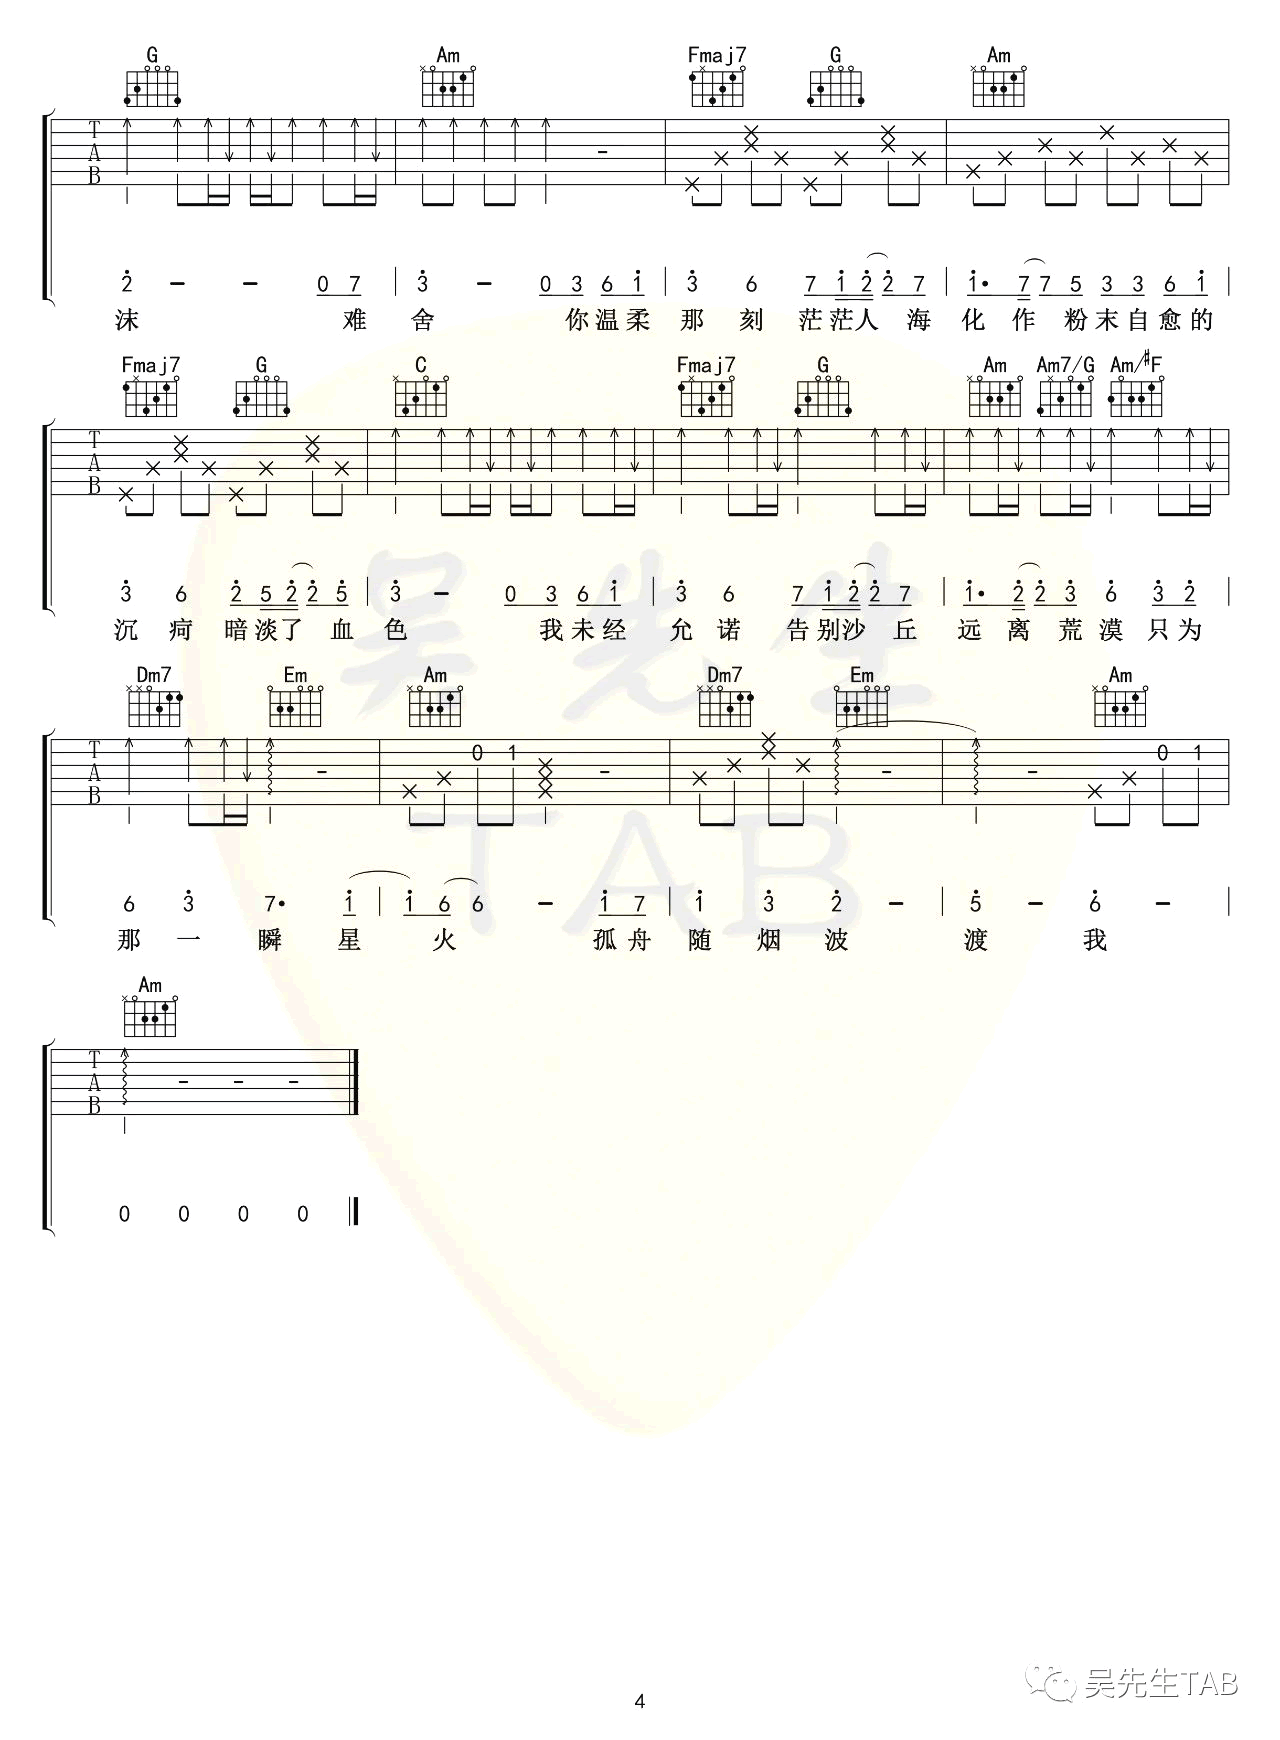 G Am Fmaj7 G Am
T
A
B
0 1
2 - - 0 7 3 - 0 3 6 1 3 6 7 1 2 2 7 1· 7 7 5 3 3 6 1
沫 难 舍 你 温 柔 那 刻 茫 茫 人 海 化 作 粉 末 自 愈 的
Fmaj7 G C Fmaj7 G Am Am7/G Am/#F
T
A
B
3 6 2 5 2 2 5 3 - 0 3 6 1 3 6 7 1 2 2 7 1· 2 2 3 6 3 2
沉 疴 暗 淡 了 血 色 我 未 经 允 诺 告 别 沙 丘 远 离 荒 漠 只 为
Dm7 Em Am Dm7 Em Am
T
A
B
- 0 1 - - - 0 1
6 3 7· 1 1 6 6 - 1 7 1 3 2 - 5 - 6 -
那 一 瞬 星 火 孤 舟 随 烟 波 渡 我
Am
T
A
B
- - -
0 0 0 0
吴先生
TAB
吴先生TAB
4